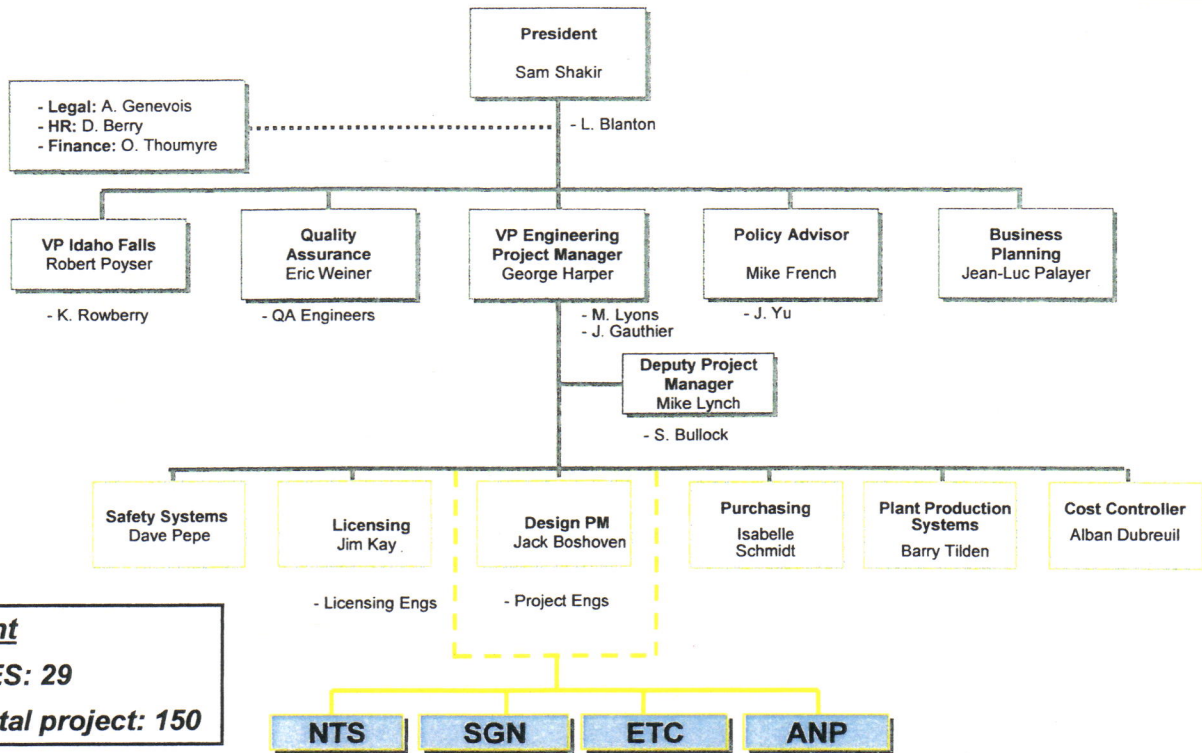 President
Sam Shakir
- Legal: A. Genevois
- HR: D. Berry
- Finance: O. Thoumyre
- L. Blanton
VP Idaho Falls
Robert Poyser
- K. Rowberry
Quality
Assurance
Eric Weiner
- QA Engineers
VP Engineering
Project Manager
George Harper
- M. Lyons
- J. Gauthier
Policy Advisor
Mike French
- J. Yu
Business
Planning
Jean-Luc Palayer
Deputy Project
Manager
Mike Lynch
- S. Bullock
Safety Systems
Dave Pepe
Licensing
Jim Kay
- Licensing Engs
Design PM
Jack Boshoven
- Project Engs
Purchasing
Isabelle
Schmidt
Plant Production
Systems
Barry Tilden
Cost Controller
Alban Dubreuil
nt
ES: 29
tal project: 150
NTS
SGN
ETC
ANP